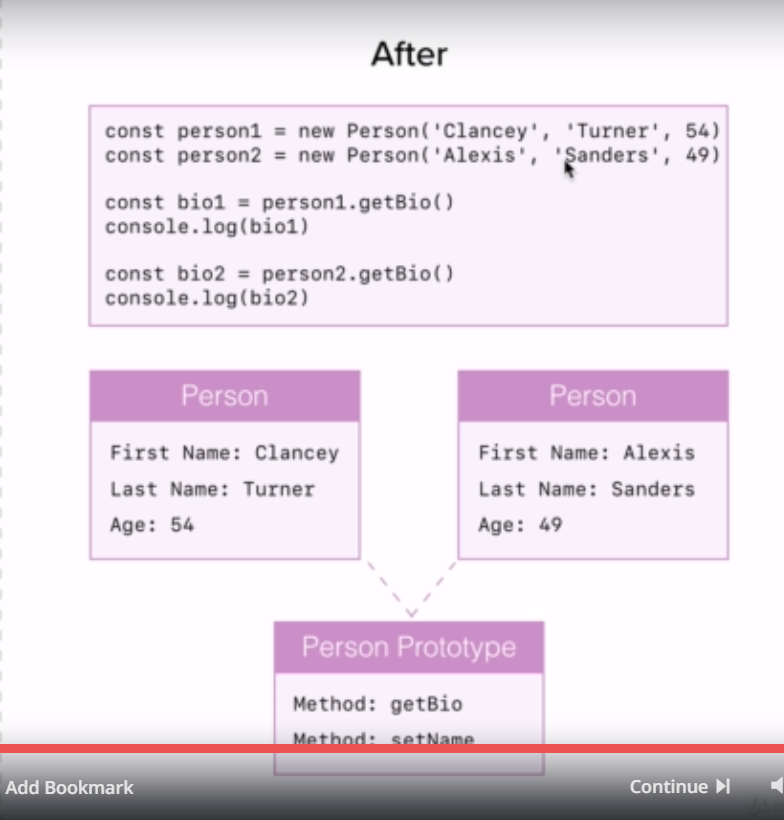 After
const person1 = new Person('Clancey', 'Turner', 54)
const person2 = new Person('Alexis', 'Sanders', 49)
const bio1 = person1.getBio()
console.log(bio1)
const bio2 = person2.getBio()
console.log(bio2)
Person
First Name: Clancey
Last Name: Turner
Age: 54
Person
First Name: Alexis
Last Name: Sanders
Age: 49
Person Prototype
Method: getBio
Method: setName
Add Bookmark
Continue